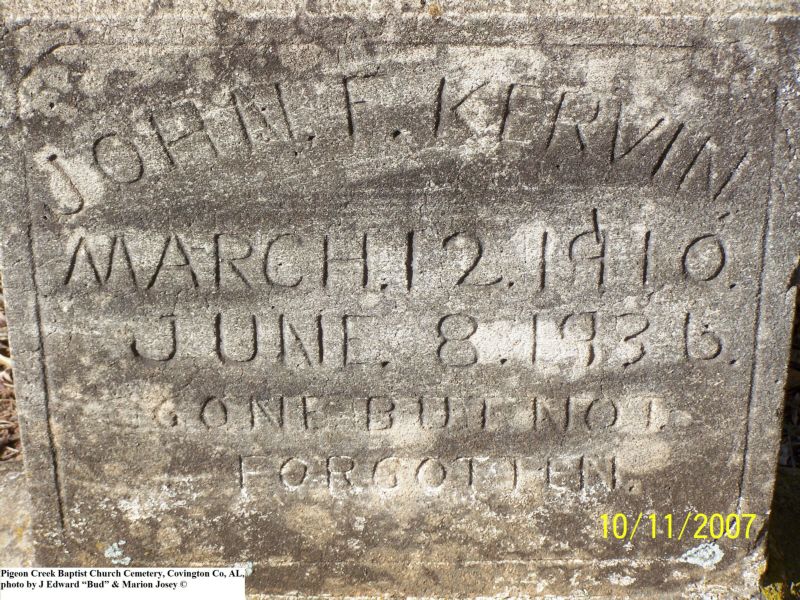 JOHN. F. KERVIN.
MARCH.12.1910.
JUNE. 8.1936.
GONE BUT NOT.
FORGOTTEN.
10/11/2007
Pigeon Creek Baptist Church Cemetery, Covington Co, AL,
photo by J Edward “Bud” & Marion Josey ©